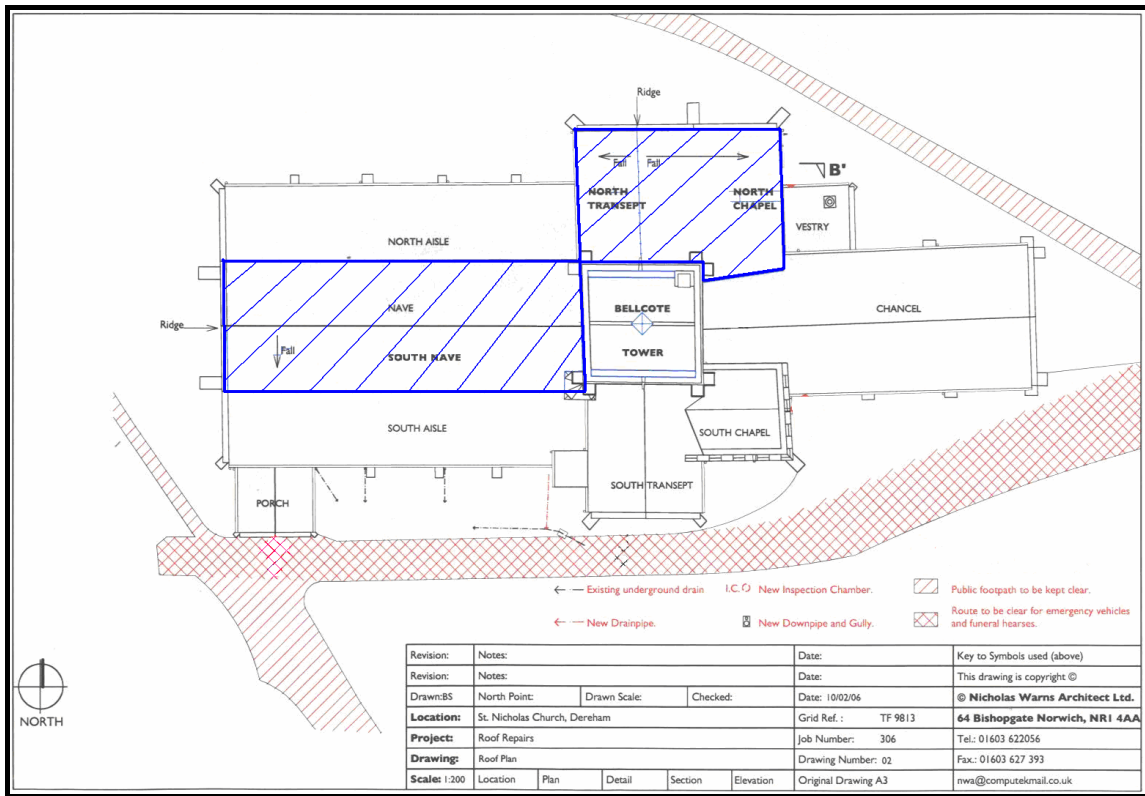 Ridge
Fall Fall
B'
NORTH
TRANSEPT
NORTH
CHAPEL
VESTRY
NORTH AISLE
NAVE
BELLCOTE
CHANCEL
Ridge
Fall
SOUTH NAVE
TOWER
SOUTH AISLE
SOUTH CHAPEL
SOUTH TRANSEPT
PORCH
Existing underground drain
I.C. New Inspection Chamber.
Public footpath to be kept clear.
New Drainpipe.
New Downpipe and Gully.
Route to be clear for emergency vehicles
and funeral hearses.
NORTH
Revision: Notes: Date: Key to Symbols used (above)
Revision: Notes: Date: This drawing is copyright ©
Drawn:BS North Point: Drawn Scale: Checked: Date: 10/02/06 © Nicholas Warns Architect Ltd.
Location: St. Nicholas Church, Dereham Grid Ref. : TF 9813 64 Bishopgate Norwich, NR1 4AA
Project: Roof Repairs Job Number: 306 Tel.: 01603 622056
Drawing: Roof Plan Drawing Number: 02 Fax.: 01603 627 393
Scale: 1:200 Location Plan Detail Section Elevation Original Drawing A3 nwa@computekmail.co.uk